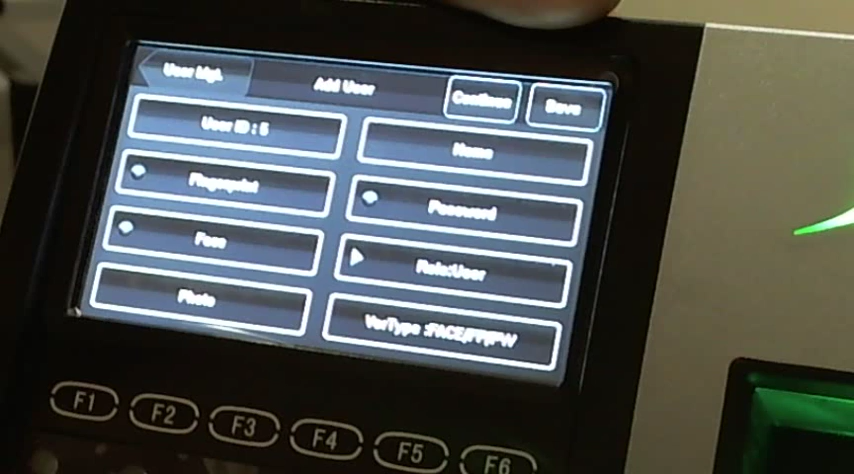 User Mgt. Add User Continue Save
User ID : 5 Name
Fingerprint Password
Face Role:User
Photo VerType :FACE/FP/PW
F1 F2 F3 F4 F5 F6